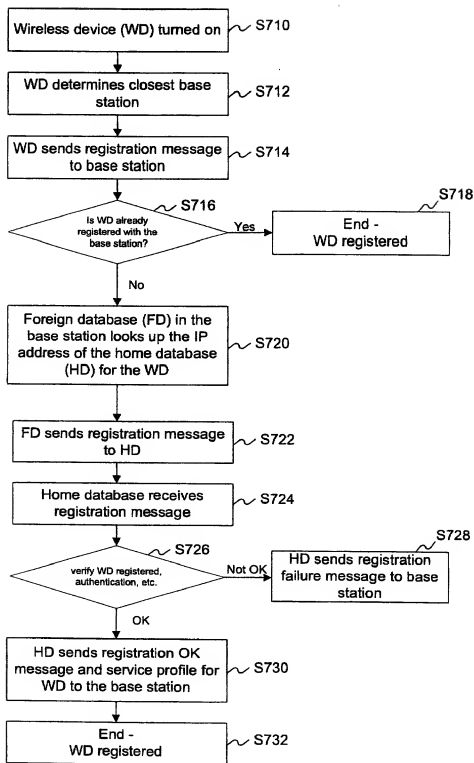 Wireless device (WD) turned on
S710
WD determines closest base
station
S712
WD sends registration message
to base station
S714
S716
Is WD already
registered with the
base station?
Yes
S718
End -
WD registered
No
Foreign database (FD) in the
base station looks up the IP
address of the home database
(HD) for the WD
S720
FD sends registration message
to HD
S722
Home database receives
registration message
S724
S726
verify WD registered,
authentication, etc.
Not OK
S728
HD sends registration
failure message to base
station
OK
HD sends registration OK
message and service profile for
WD to the base station
S730
End -
WD registered
S732